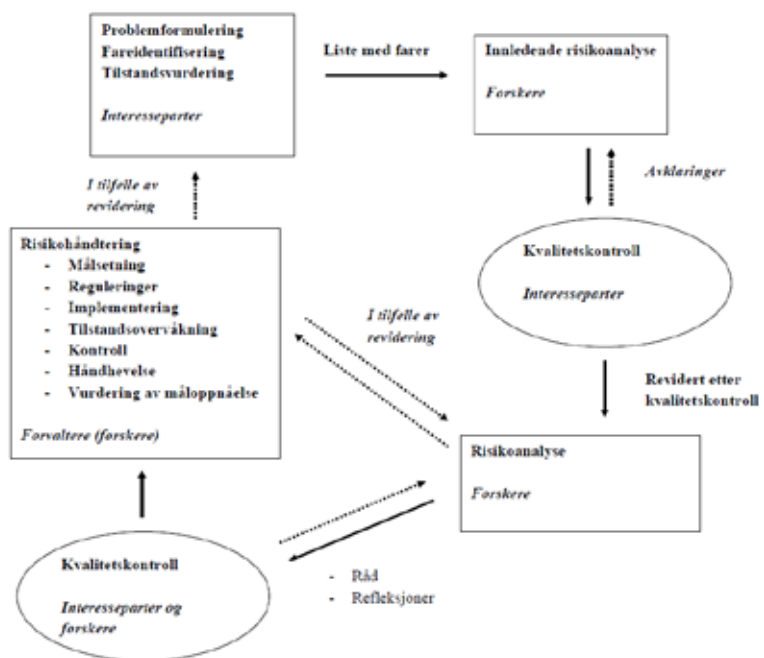 Problemformulering
Fareidentifisering
Tilstandsvurdering
Interesseparter
Liste med farer
Innledende risikoanalyse
Forskere
Avklaringer
Kvalitetskontroll
Interesseparter
Revidert etter
kvalitetskontroll
Risikoanalyse
Forskere
I tilfelle av
revidering
- Råd
- Refleksjoner
Kvalitetskontroll
Interesseparter og
forskere
Risikohåndtering
- Målsetning
- Reguleringer
- Implementering
- Tilstandsovervåkning
- Kontroll
- Håndhevelse
- Vurdering av måloppnåelse
Forvaltere (forskere)
I tilfelle av
revidering